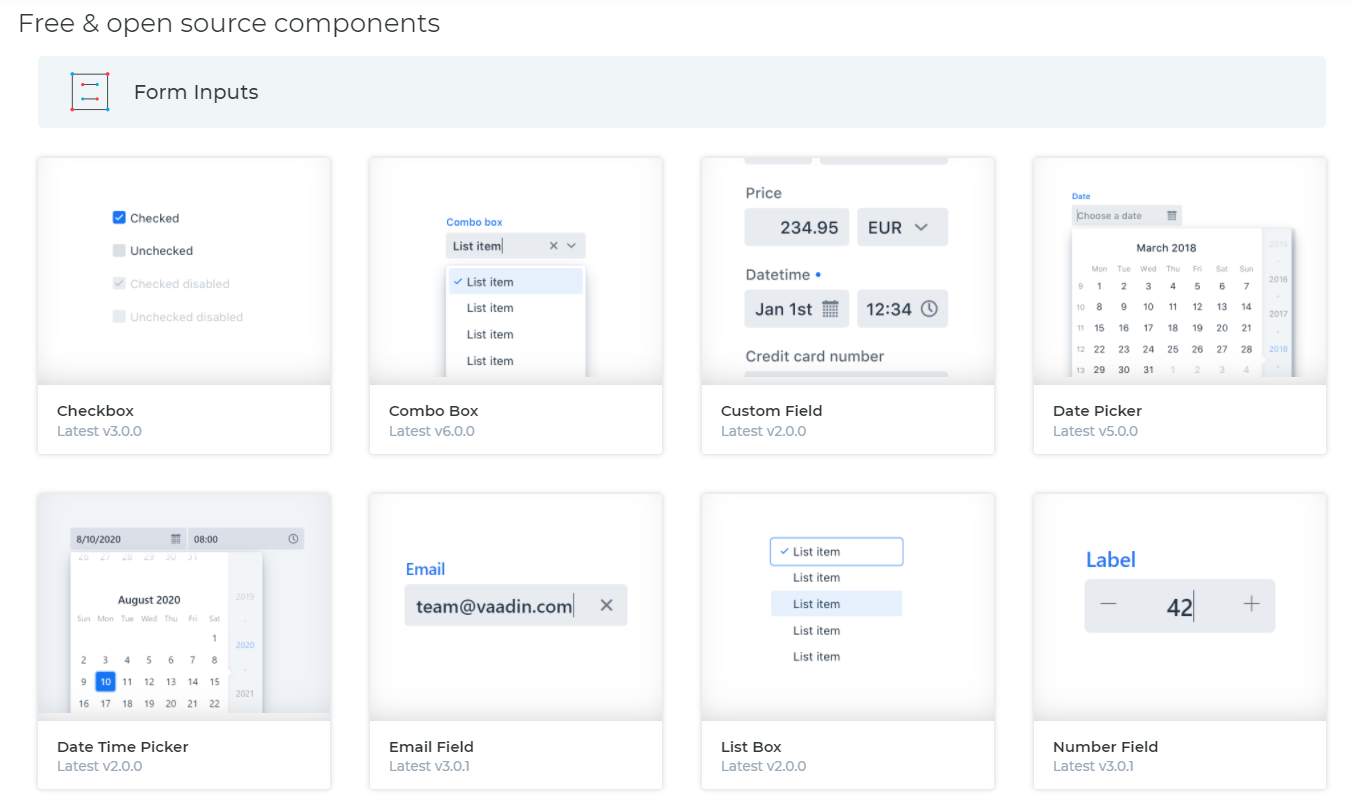 Free & open source components
Form Inputs
Checked
Unchecked
Checked disabled
Unchecked disabled
Checkbox
Latest v3.0.0
Combo box
List item
List item
List item
List item
List item
Combo Box
Latest v6.0.0
Price
234.95 EUR
Datetime
Jan 1st 12:34
Credit card number
Custom Field
Latest v2.0.0
Date
Choose a date
March 2018 2015
Mon Tue Wed Thu Fri Sat Sun
9 1 2 3 4 5 6 7 2016
10 8 9 10 11 12 13 14
11 15 16 17 18 19 20 21 2017
12 22 23 24 25 26 27 28 2018
13 29 30 31 1 2 3 4
Date Picker
Latest v5.0.0
8/10/2020 08:00
26 27 28 29 30 31
August 2020 2019
Sun Mon Tue Wed Thu Fri Sat
1
2020
2 3 4 5 6 7 8
9 10 11 12 13 14 15
2021
16 17 18 19 20 21 22
Date Time Picker
Latest v2.0.0
Email
team@vaadin.com
Email Field
Latest v3.0.1
List item
List item
List item
List item
List item
List Box
Latest v2.0.0
Label
42
Number Field
Latest v3.0.1